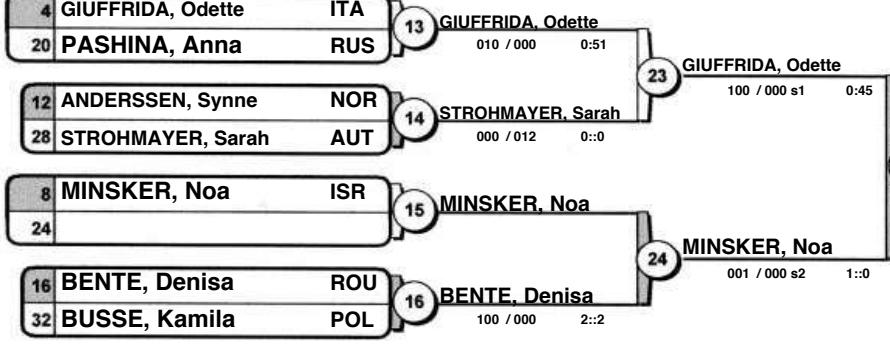 4 GIUFFRIDA, Odette ITA
20 PASHINA, Anna RUS
13 GIUFFRIDA, Odette
010 / 000 0:51
12 ANDERSSEN, Synne NOR
28 STROHMAYER, Sarah AUT
14 STROHMAYER, Sarah
000 / 012 0::0
23 GIUFFRIDA, Odette
100 / 000 s1 0:45
8 MINSKER, Noa ISR
24
15 MINSKER, Noa
16 BENTE, Denisa ROU
32 BUSSE, Kamila POL
16 BENTE, Denisa
100 / 000 2::2
24 MINSKER, Noa
001 / 000 s2 1::0